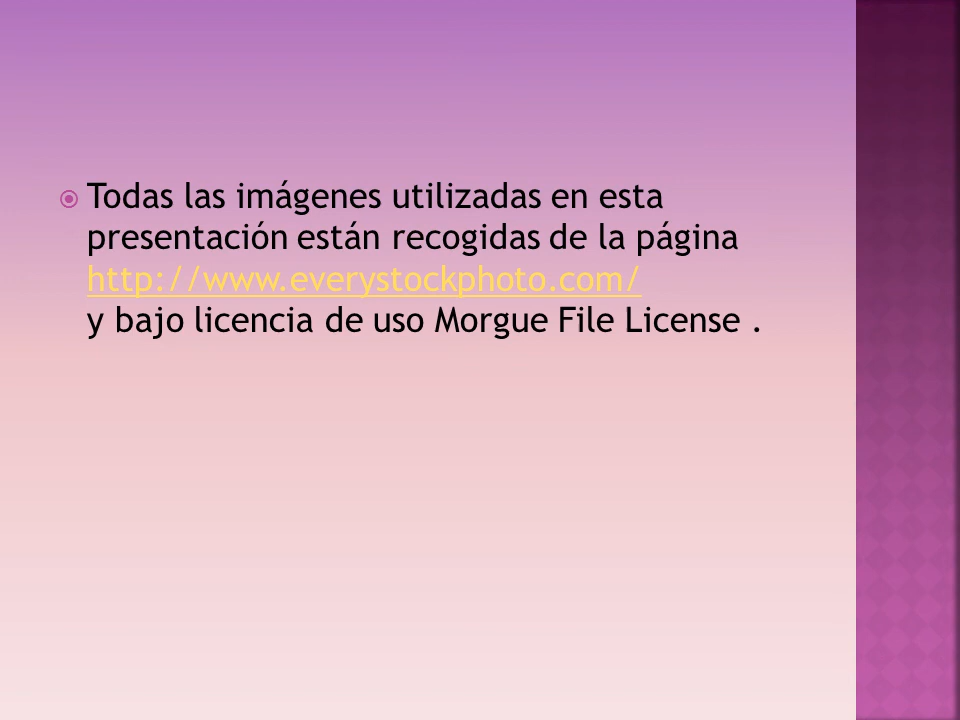 Todas las imágenes utilizadas en esta
presentación están recogidas de la página
http://www.everystockphoto.com/
y bajo licencia de uso Morgue File License .